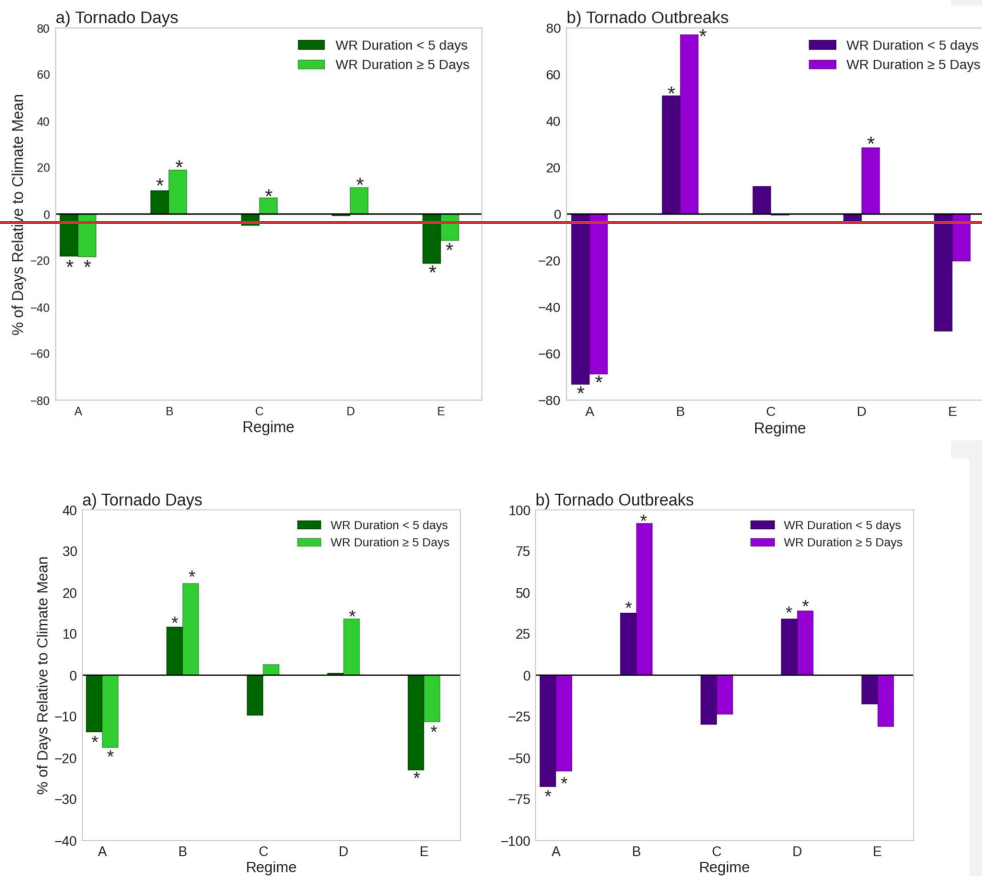 a) Tornado Days
WR Duration < 5 days
WR Duration ≥ 5 Days
% of Days Relative to Climate Mean
80
60
40
20
0
−20
−40
−60
−80
* * * * * * * *
A B C D E
Regime
b) Tornado Outbreaks
WR Duration < 5 days
WR Duration ≥ 5 Days
80
60
40
20
0
−20
−40
−60
−80
* * * * *
A B C D E
Regime
a) Tornado Days
WR Duration < 5 days
WR Duration ≥ 5 Days
% of Days Relative to Climate Mean
40
30
20
10
0
−10
−20
−30
−40
* * * * * * *
A B C D E
Regime
b) Tornado Outbreaks
WR Duration < 5 days
WR Duration ≥ 5 Days
100
75
50
25
0
−25
−50
−75
−100
* * * * * *
A B C D E
Regime